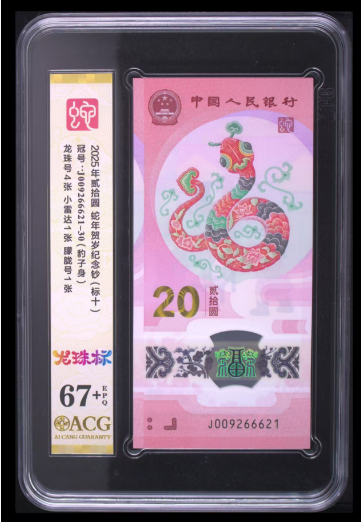 2025年贰拾圆 蛇年贺岁纪念钞(标十)
冠号:J009266621-30(豹子身)
龙珠号4张 小雷达1张 朦胧号1张
龙珠标
67+
EPQ
ACG
AI CANG GUARANTY
中国人民银行
20
贰拾圆
J009266621